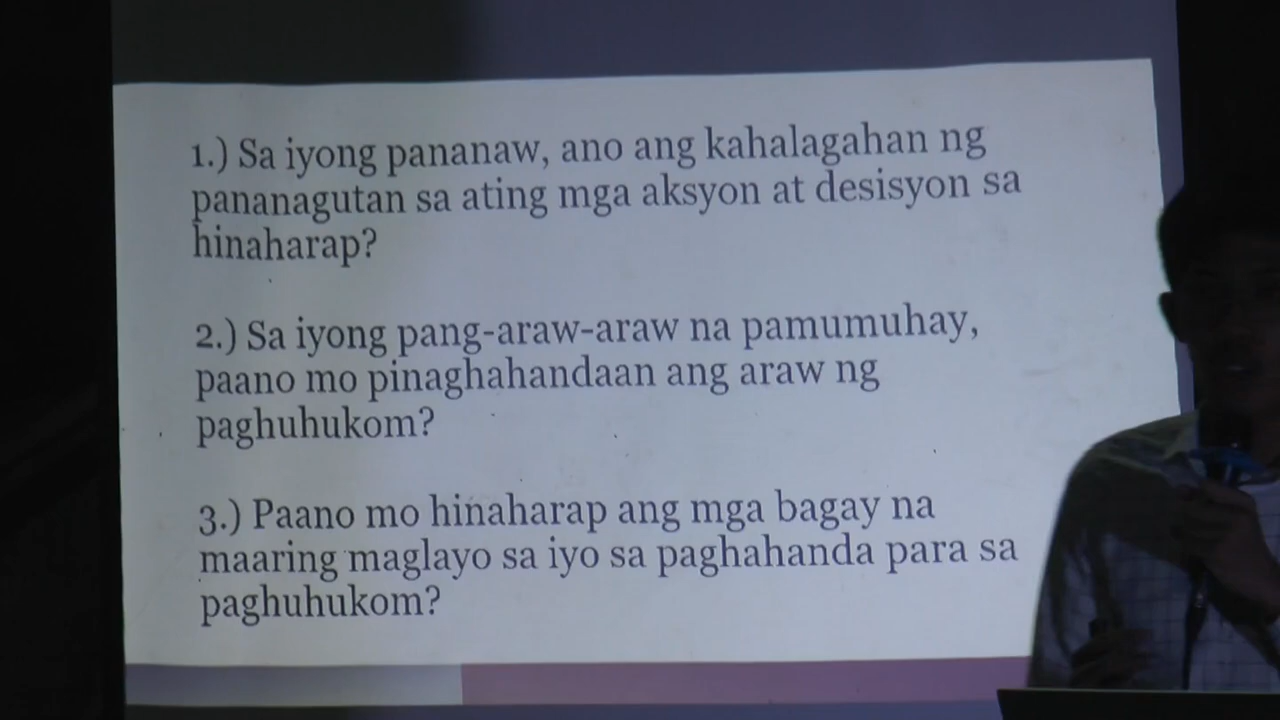 1.) Sa iyong pananaw, ano ang kahalagahan ng
pananagutan sa ating mga aksyon at desisyon sa
hinaharap?
2.) Sa iyong pang-araw-araw na pamumuhay,
paano mo pinaghahandaan ang araw ng
paghuhukom?
3.) Paano mo hinaharap ang mga bagay na
maaring maglayo sa iyo sa paghahanda para sa
paghuhukom?